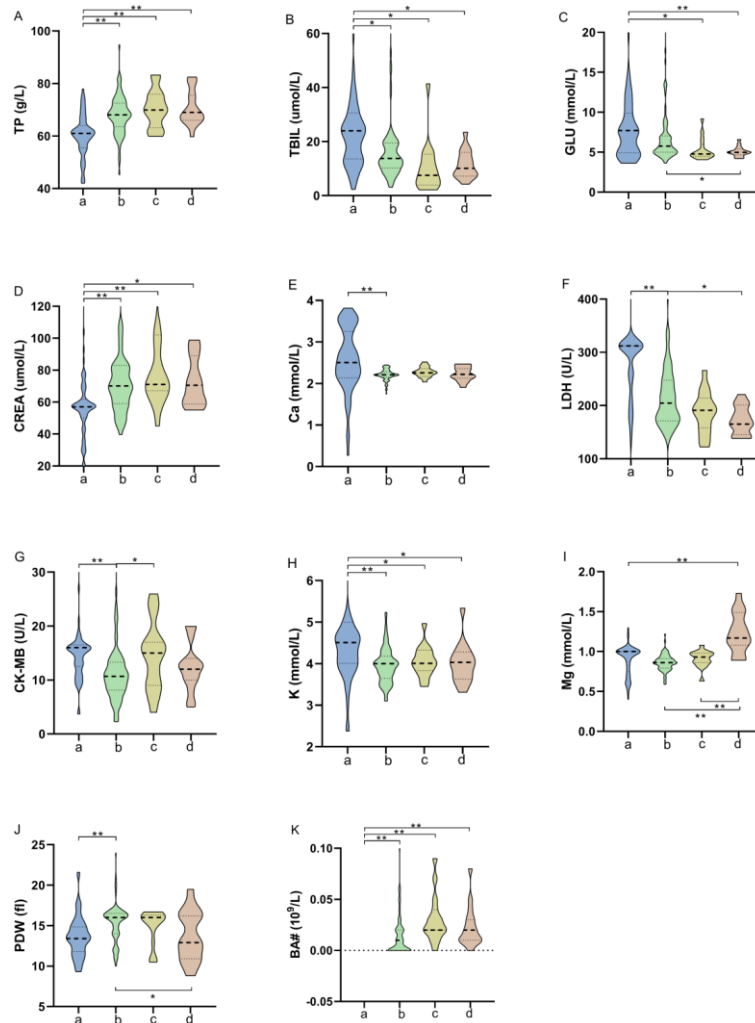 A
TP (g/L)
100
80
60
40
** 
**
**
a b c d
B
TBIL (umol/L)
60
40
20
0
*
*
*
a b c d
C
GLU (mmol/L)
20
15
10
5
0
**
*
*
a b c d
D
CREA (umol/L)
120
100
80
60
40
20
*
**
**
a b c d
E
Ca (mmol/L)
4
3
2
1
0
**
a b c d
F
LDH (U/L)
400
300
200
100
** *
a b c d
G
CK-MB (U/L)
30
20
10
0
** *
a b c d
H
K (mmol/L)
6
5
4
3
2
*
*
**
a b c d
I
Mg (mmol/L)
2.0
1.5
1.0
0.5
0.0
**
**
**
a b c d
J
PDW (fl)
25
20
15
10
5
**
*
a b c d
K
BA# (10⁹/L)
0.10
0.05
0.00
-0.05
**
**
**
a b c d